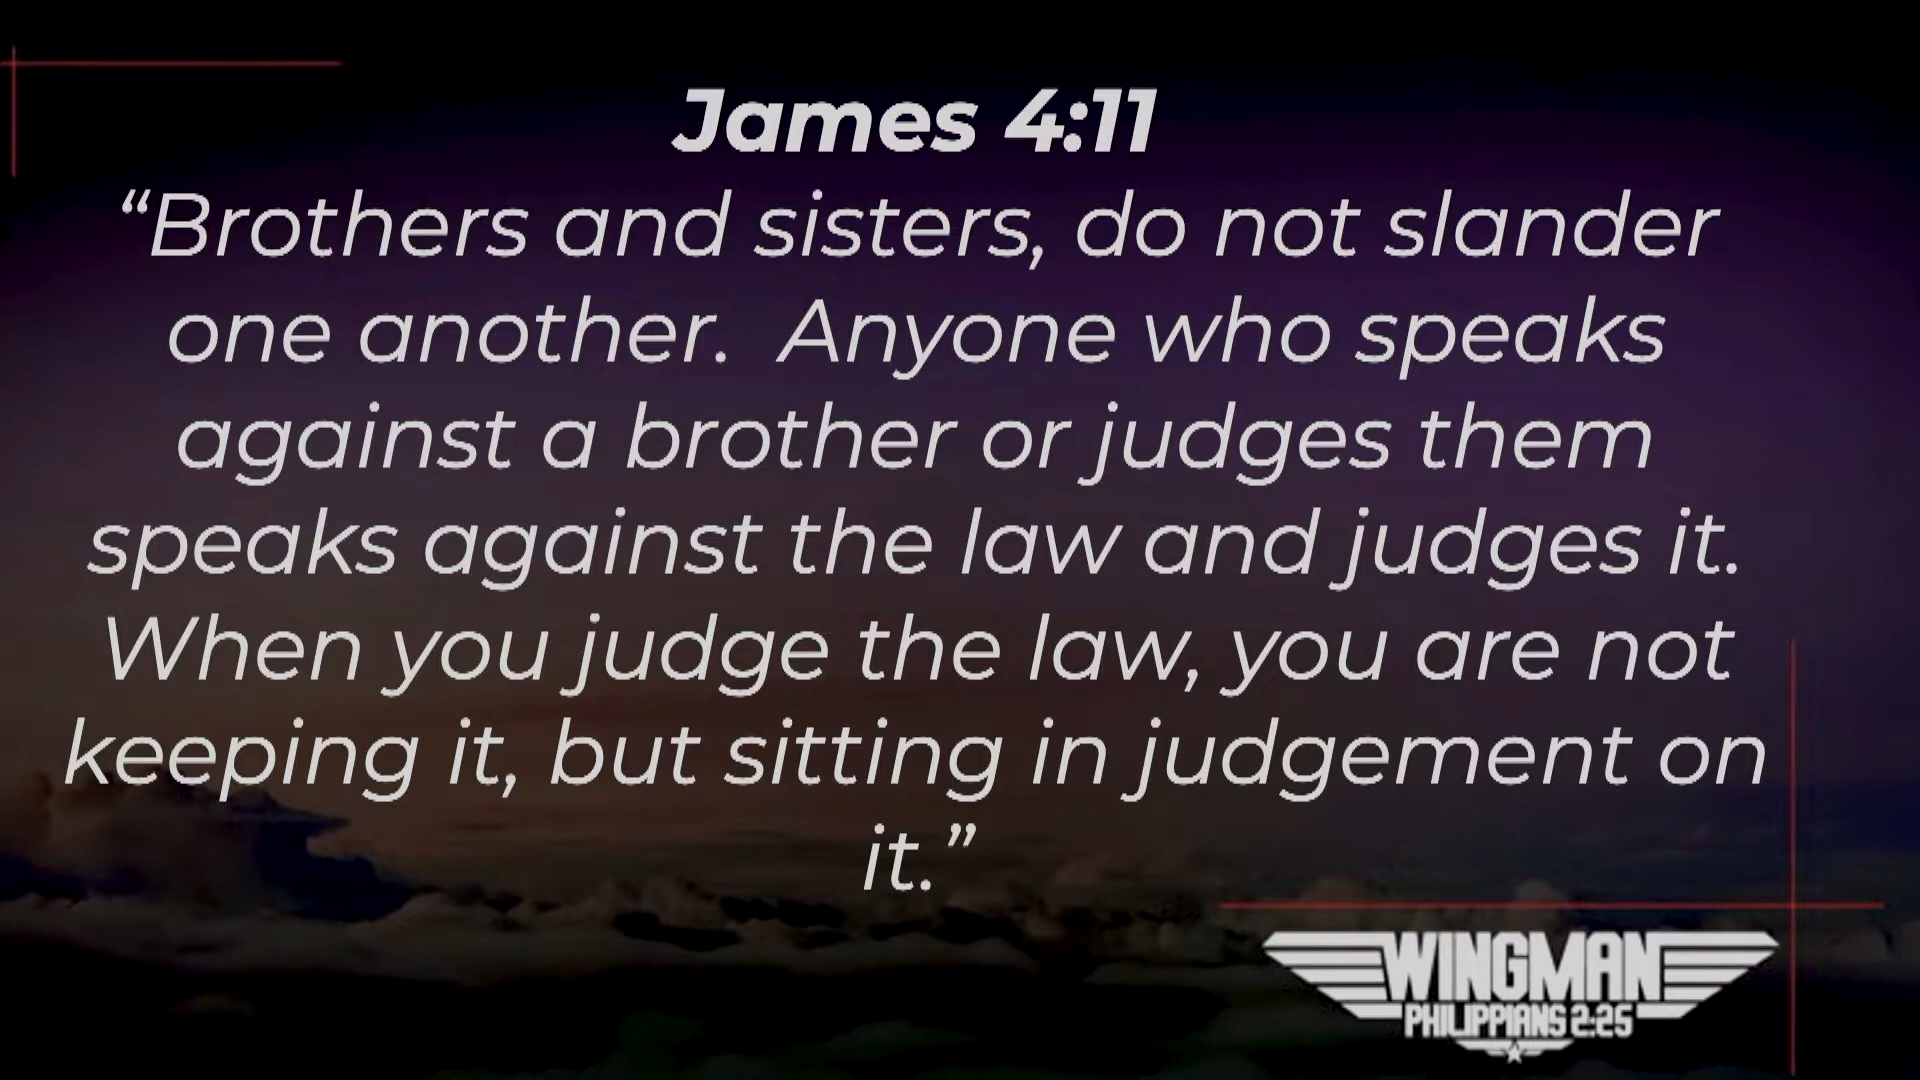 James 4:11
“Brothers and sisters, do not slander
one another.  Anyone who speaks
against a brother or judges them
speaks against the law and judges it.
When you judge the law, you are not
keeping it, but sitting in judgement on
it.”
WINGMAN
PHILIPPIANS 2:25